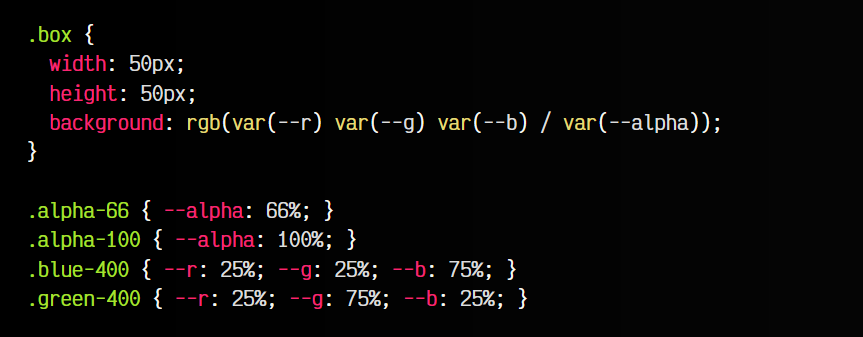 .box {
  width: 50px;
  height: 50px;
  background: rgb(var(--r) var(--g) var(--b) / var(--alpha));
}

.alpha-66 { --alpha: 66%; }
.alpha-100 { --alpha: 100%; }
.blue-400 { --r: 25%; --g: 25%; --b: 75%; }
.green-400 { --r: 25%; --g: 75%; --b: 25%; }